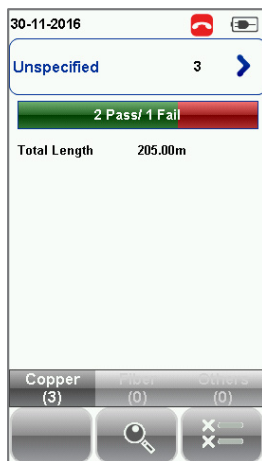 30-11-2016
Unspecified 3
2 Pass/ 1 Fail
Total Length 205.00m
Copper Fiber Others
(3) (0) (0)